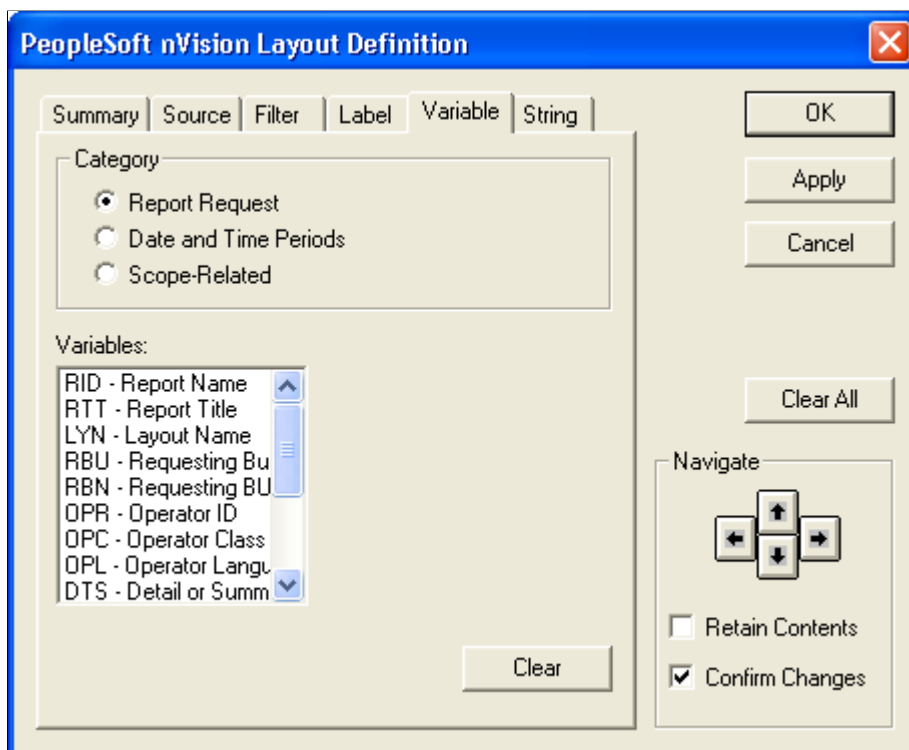 PeopleSoft nVision Layout Definition
Summary Source Filter Label Variable String
OK
Category
Report Request
Apply
Date and Time Periods
Cancel
Scope-Related
Variables:
RID - Report Name
RTT - Report Title
Clear All
LYN - Layout Name
RBU - Requesting Bu
Navigate
RBN - Requesting BU
OPR - Operator ID
OPC - Operator Class
OPL - Operator Langu
DTS - Detail or Summ
Retain Contents
Clear
Confirm Changes